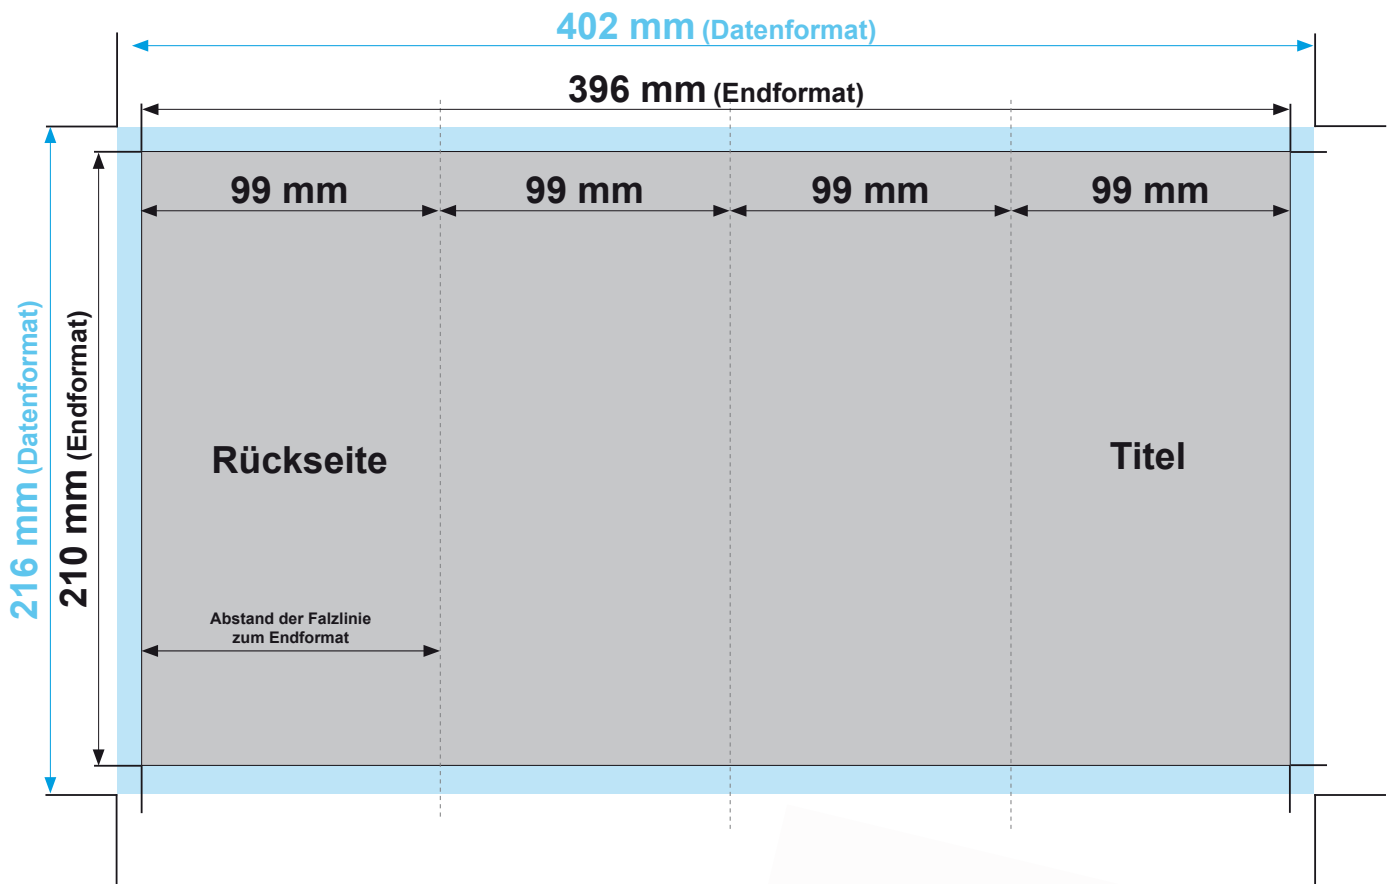 402 mm (Datenformat)
396 mm (Endformat)
99 mm 99 mm 99 mm 99 mm
216 mm (Datenformat)
210 mm (Endformat)
Rückseite
Titel
Abstand der Falzlinie
zum Endformat